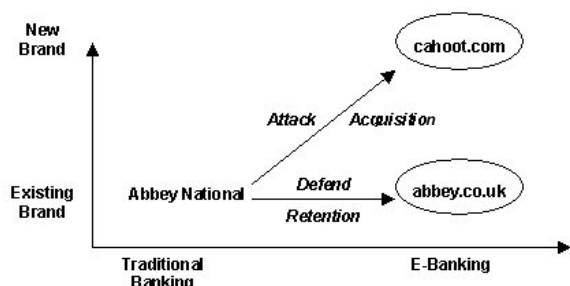 New
Brand
cahoot.com
Attack Acquisition
Existing
Brand
Abbey National
Defend
Retention
abbey.co.uk
Traditional
Banking
E-Banking